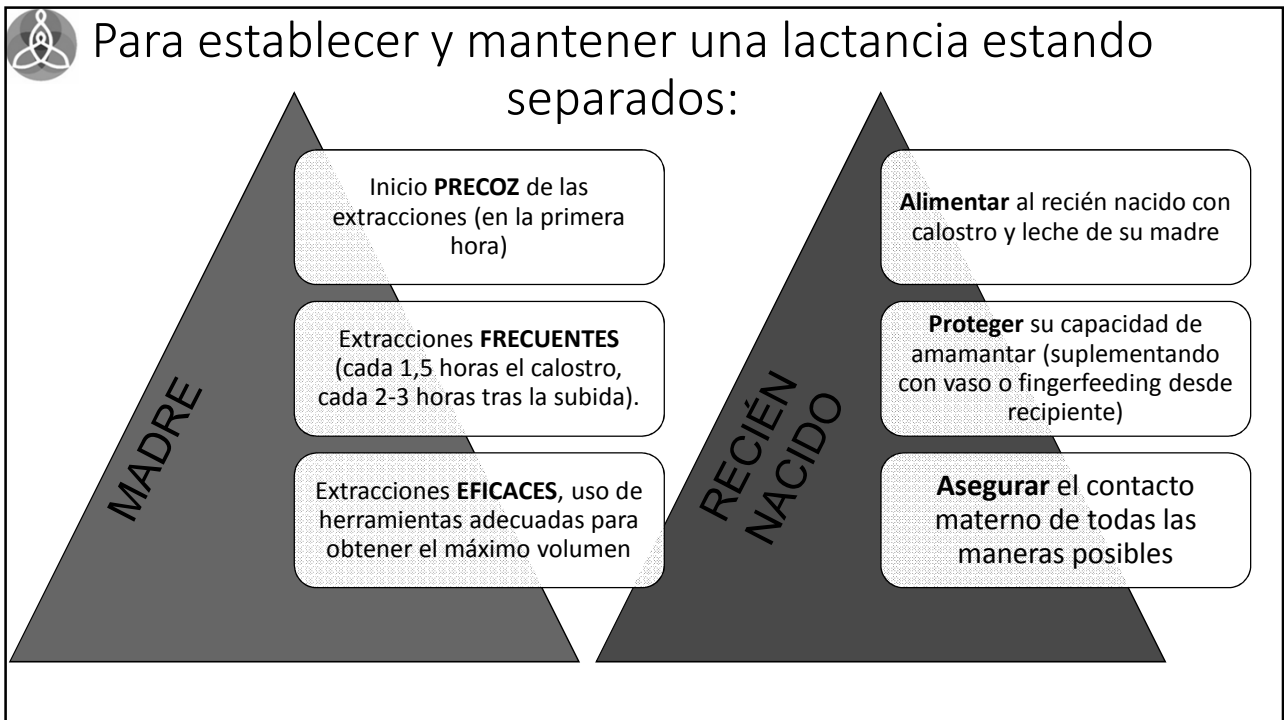 Para establecer y mantener una lactancia estando
separados:
MADRE
Inicio PRECOZ de las
extracciones (en la primera
hora)
Extracciones FRECUENTES
(cada 1,5 horas el calostro,
cada 2-3 horas tras la subida).
Extracciones EFICACES, uso de
herramientas adecuadas para
obtener el máximo volumen
RECIÉN
NACIDO
Alimentar al recién nacido con
calostro y leche de su madre
Proteger su capacidad de
amamantar (suplementando
con vaso o fingerfeeding desde
recipiente)
Asegurar el contacto
materno de todas las
maneras posibles